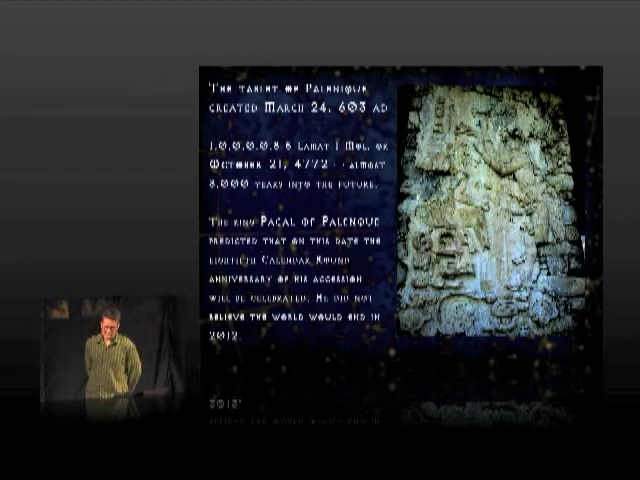 The tablet of Palenque
created March 24, 603 AD
1.0.0.0.0.8 5 Lamat 1 Mol, or
October 21, 4772 - - almost
3,000 years into the future.
The king Pacal of Palenque
predicted that on this date the
eightieth Calendar Round
anniversary of his accession
will be celebrated. He did not
believe the world would end in
2012.